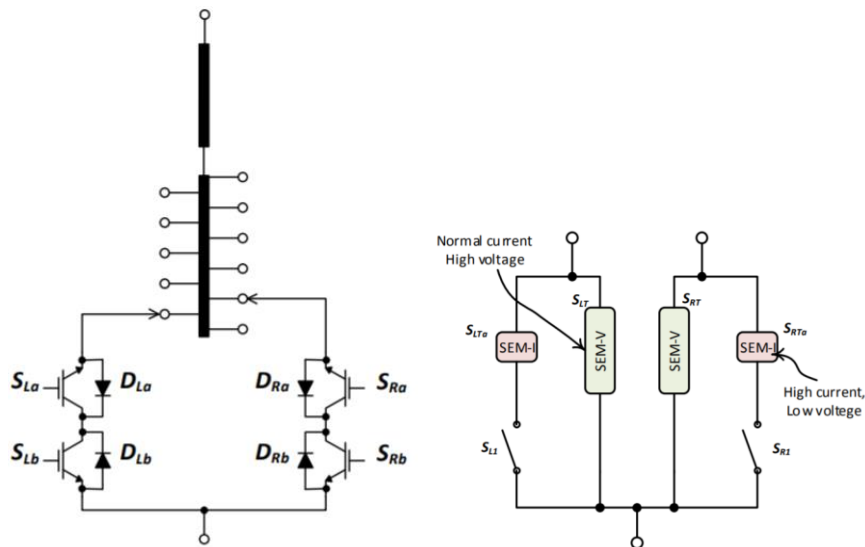 S_La D_La D_Ra S_Ra
S_Lb D_Lb D_Rb S_Rb
Normal current
High voltage
S_LT S_RT
S_LTa S_RTa
SEM-I SEM-V SEM-V SEM-I
High current,
Low voltege
S_L1 S_R1